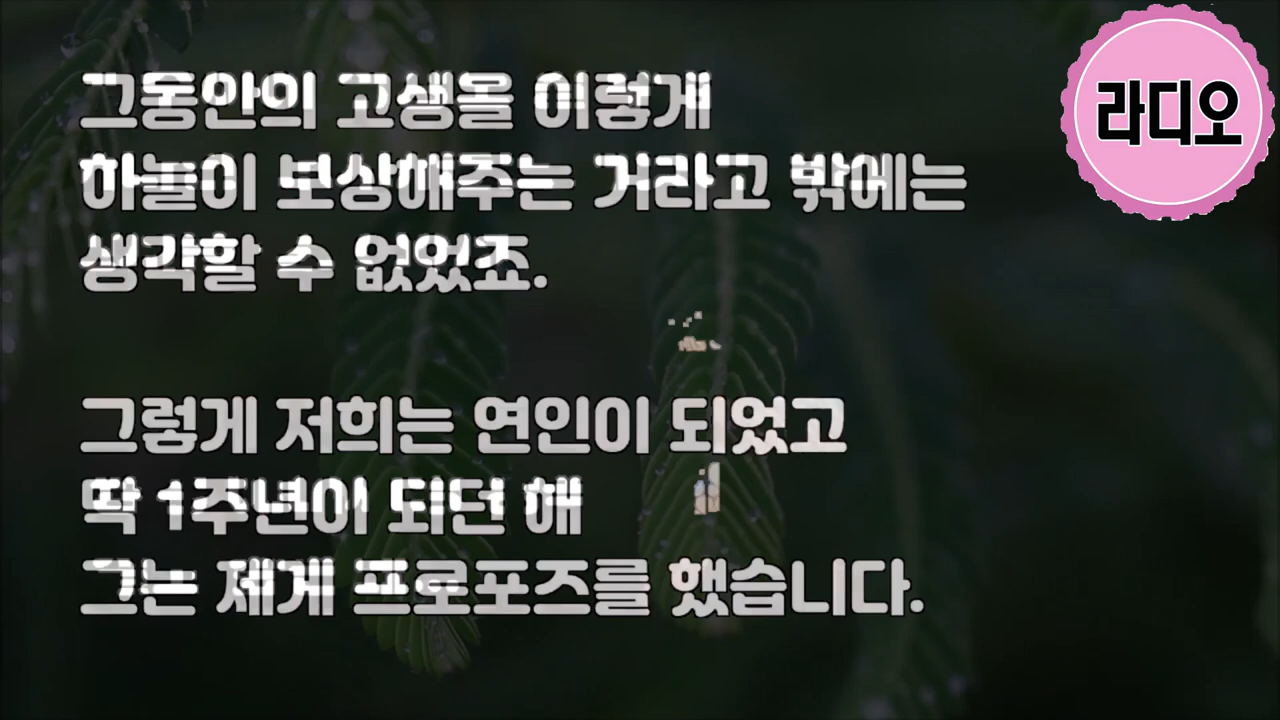 라디오
그동안의 고생을 이렇게
하늘이 보상해주는 거라고 밖에는
생각할 수 없었죠.
그렇게 저희는 연인이 되었고
딱 1주년이 되던 해
그는 제게 프로포즈를 했습니다.